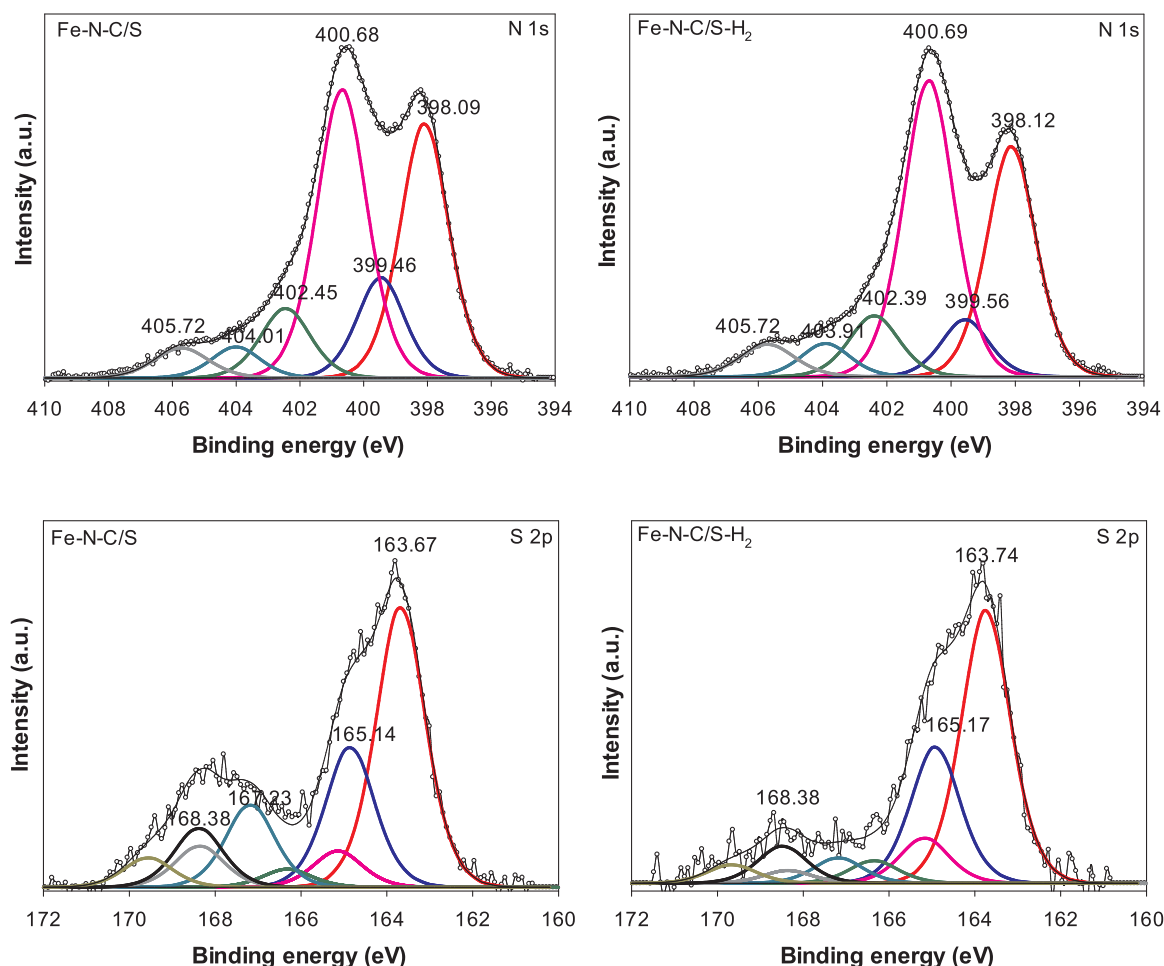 Fe-N-C/S
N 1s
400.68
398.09
399.46
402.45
405.72
404.01
Intensity (a.u.)
410 408 406 404 402 400 398 396 394
Binding energy (eV)
Fe-N-C/S-H₂
N 1s
400.69
398.12
402.39
399.56
405.72
403.91
Intensity (a.u.)
410 408 406 404 402 400 398 396 394
Binding energy (eV)
Fe-N-C/S
S 2p
163.67
165.14
167.23
168.38
Intensity (a.u.)
172 170 168 166 164 162 160
Binding energy (eV)
Fe-N-C/S-H₂
S 2p
163.74
165.17
168.38
Intensity (a.u.)
172 170 168 166 164 162 160
Binding energy (eV)